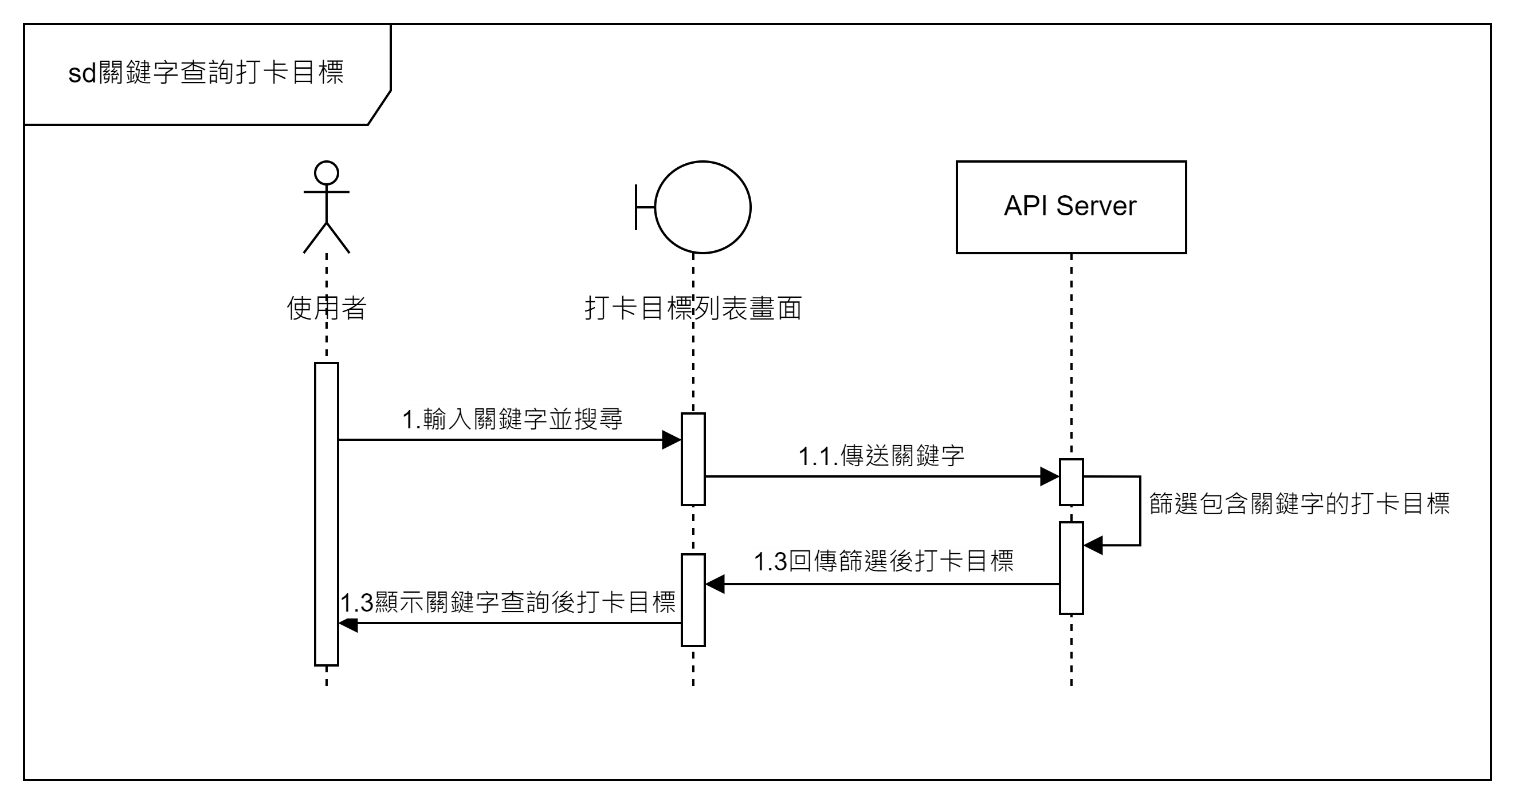 sd關鍵字查詢打卡目標
API Server
使用者
打卡目標列表畫面
1.輸入關鍵字並搜尋
1.1.傳送關鍵字
篩選包含關鍵字的打卡目標
1.3回傳篩選後打卡目標
1.3顯示關鍵字查詢後打卡目標